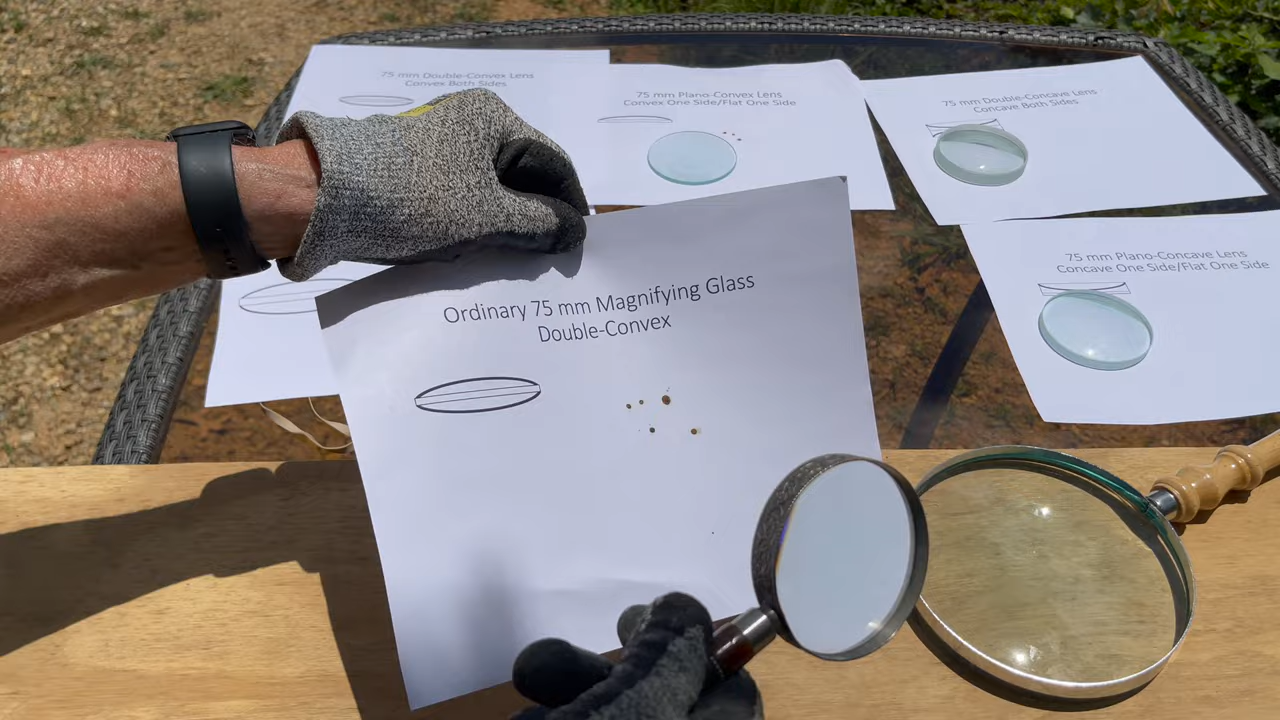 75 mm Double-Convex Lens
Convex Both Sides
75 mm Plano-Convex Lens
Convex One Side/Flat One Side
75 mm Double-Concave Lens
Concave Both Sides
75 mm Plano-Concave Lens
Concave One Side/Flat One Side
Ordinary 75 mm Magnifying Glass
Double-Convex